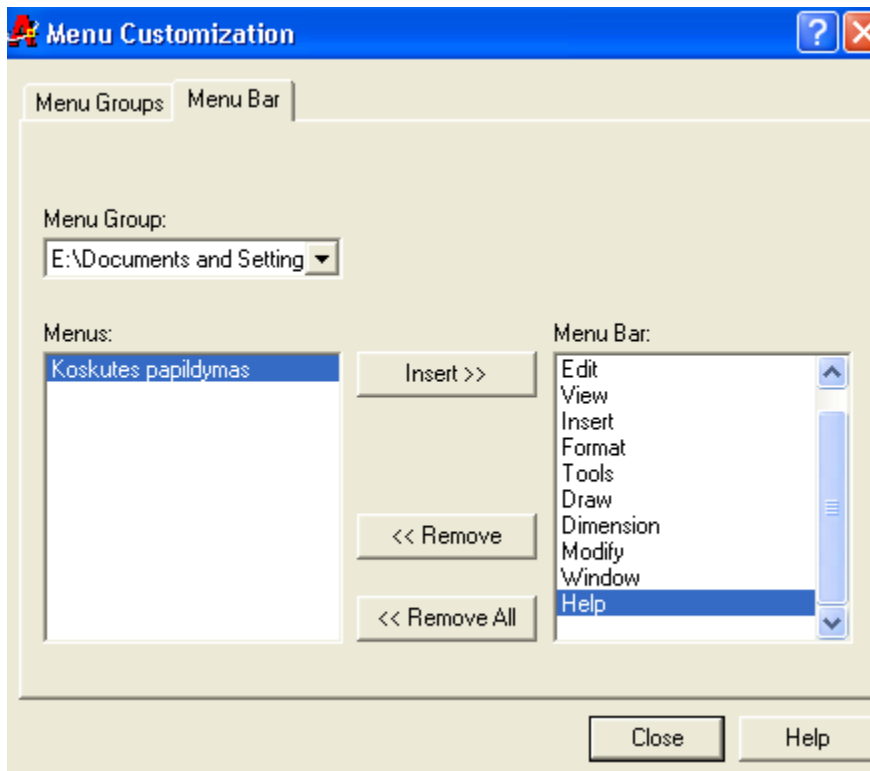 Menu Customization
Menu Groups
Menu Bar
Menu Group:
E:\Documents and Setting
Menus:
Koskutes papildymas
Insert >>
<< Remove
<< Remove All
Menu Bar:
Edit
View
Insert
Format
Tools
Draw
Dimension
Modify
Window
Help
Close
Help